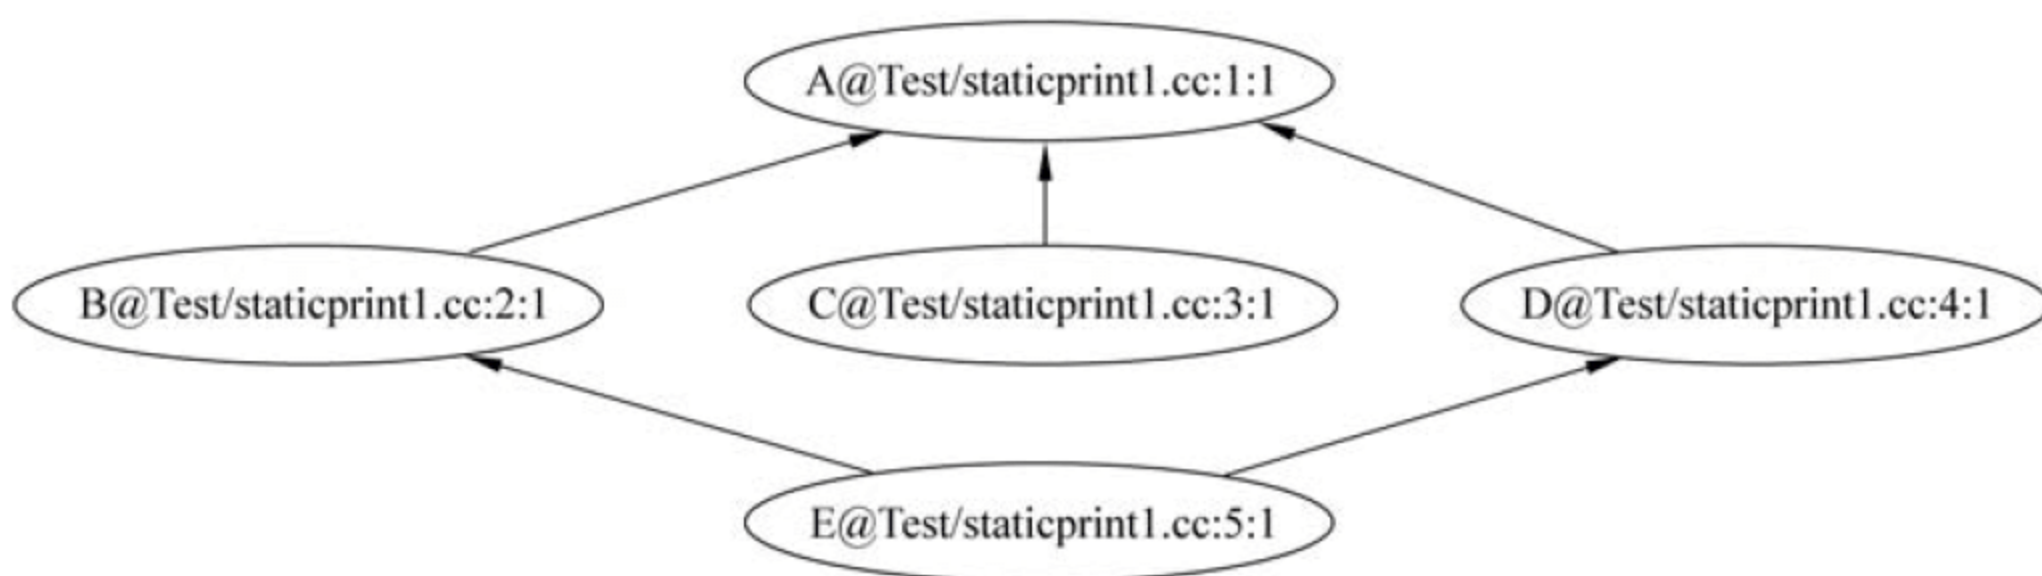 A@Test/staticprint1.cc:1:1
B@Test/staticprint1.cc:2:1
C@Test/staticprint1.cc:3:1
D@Test/staticprint1.cc:4:1
E@Test/staticprint1.cc:5:1